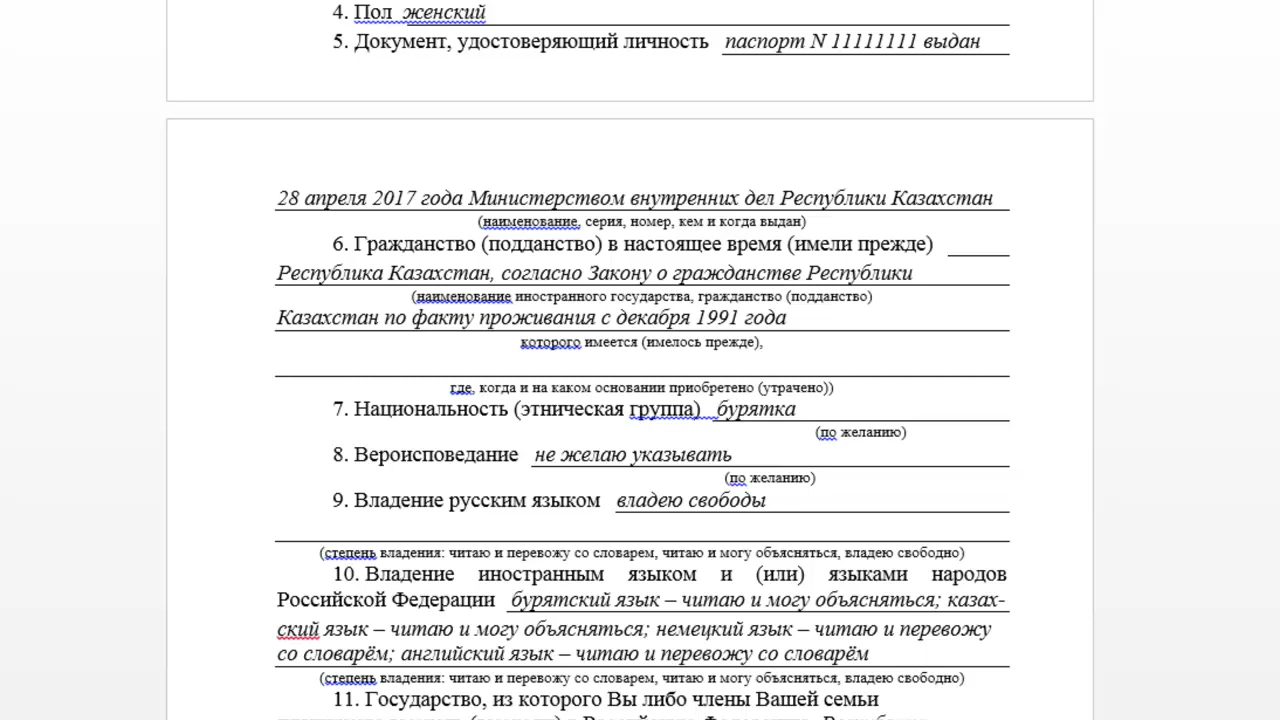 4. Пол женский
5. Документ, удостоверяющий личность паспорт N 11111111 выдан
28 апреля 2017 года Министерством внутренних дел Республики Казахстан
(наименование, серия, номер, кем и когда выдан)
6. Гражданство (подданство) в настоящее время (имели прежде)
Республика Казахстан, согласно Закону о гражданстве Республики
(наименование иностранного государства, гражданство (подданство)
Казахстан по факту проживания с декабря 1991 года
которого имеется (имелось прежде),
где, когда и на каком основании приобретено (утрачено))
7. Национальность (этническая группа) бурятка
(по желанию)
8. Вероисповедание не желаю указывать
(по желанию)
9. Владение русским языком владею свободы
(степень владения: читаю и перевожу со словарем, читаю и могу объясняться, владею свободно)
10. Владение иностранным языком и (или) языками народов
Российской Федерации бурятский язык – читаю и могу объясняться; казах-
ский язык – читаю и могу объясняться; немецкий язык – читаю и перевожу
со словарём; английский язык – читаю и перевожу со словарём
(степень владения: читаю и перевожу со словарем, читаю и могу объясняться, владею свободно)
11. Государство, из которого Вы либо члены Вашей семьи